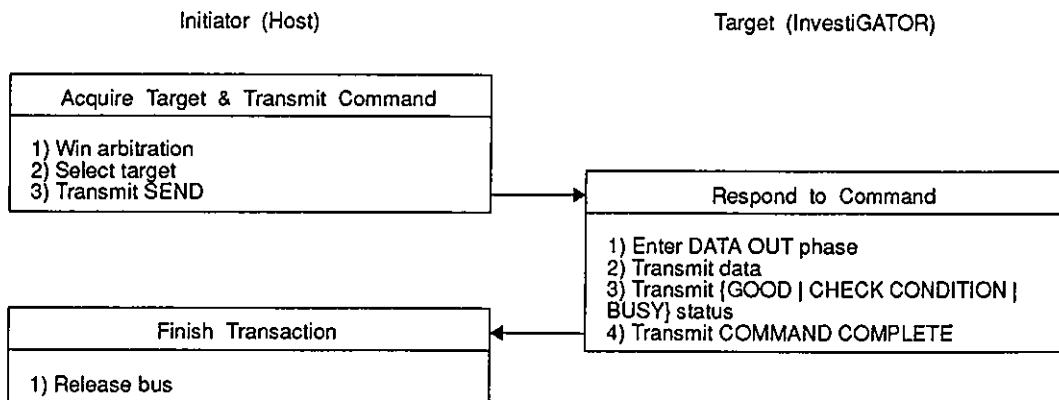 Initiator (Host)
Target (InvestiGATOR)
Acquire Target & Transmit Command
1) Win arbitration
2) Select target
3) Transmit SEND
Respond to Command
1) Enter DATA OUT phase
2) Transmit data
3) Transmit {GOOD | CHECK CONDITION |
BUSY} status
4) Transmit COMMAND COMPLETE
Finish Transaction
1) Release bus